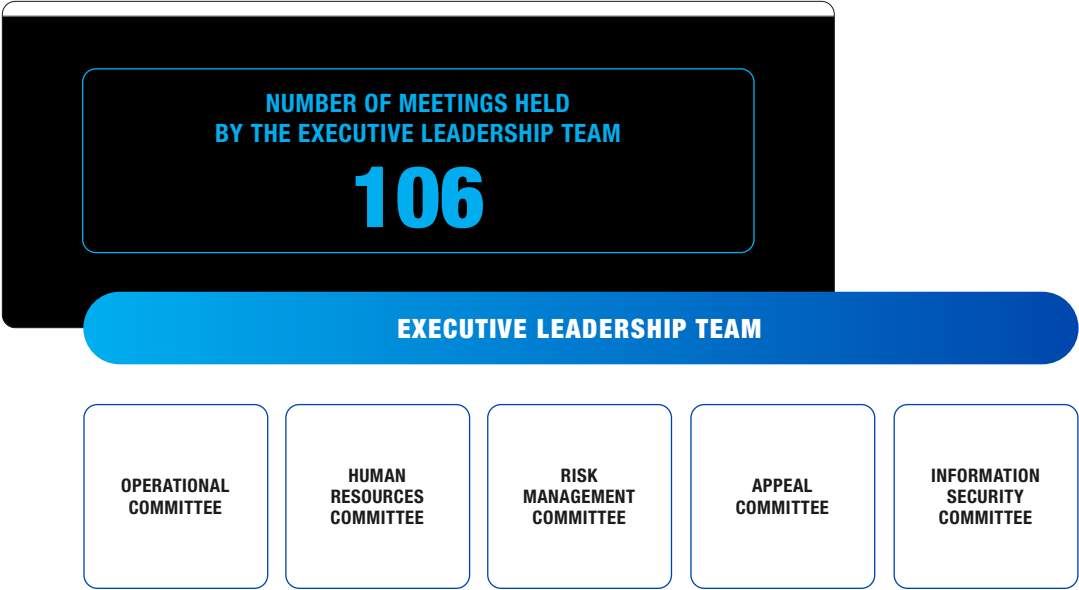 NUMBER OF MEETINGS HELD
BY THE EXECUTIVE LEADERSHIP TEAM
106
EXECUTIVE LEADERSHIP TEAM
OPERATIONAL
COMMITTEE
HUMAN
RESOURCES
COMMITTEE
RISK
MANAGEMENT
COMMITTEE
APPEAL
COMMITTEE
INFORMATION
SECURITY
COMMITTEE